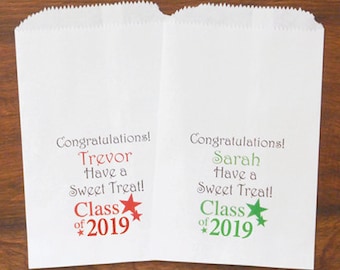 Congratulations!
Trevor
Have a
Sweet Treat!
Class
of 2019
Congratulations!
Sarah
Have a
Sweet Treat!
Class
of 2019